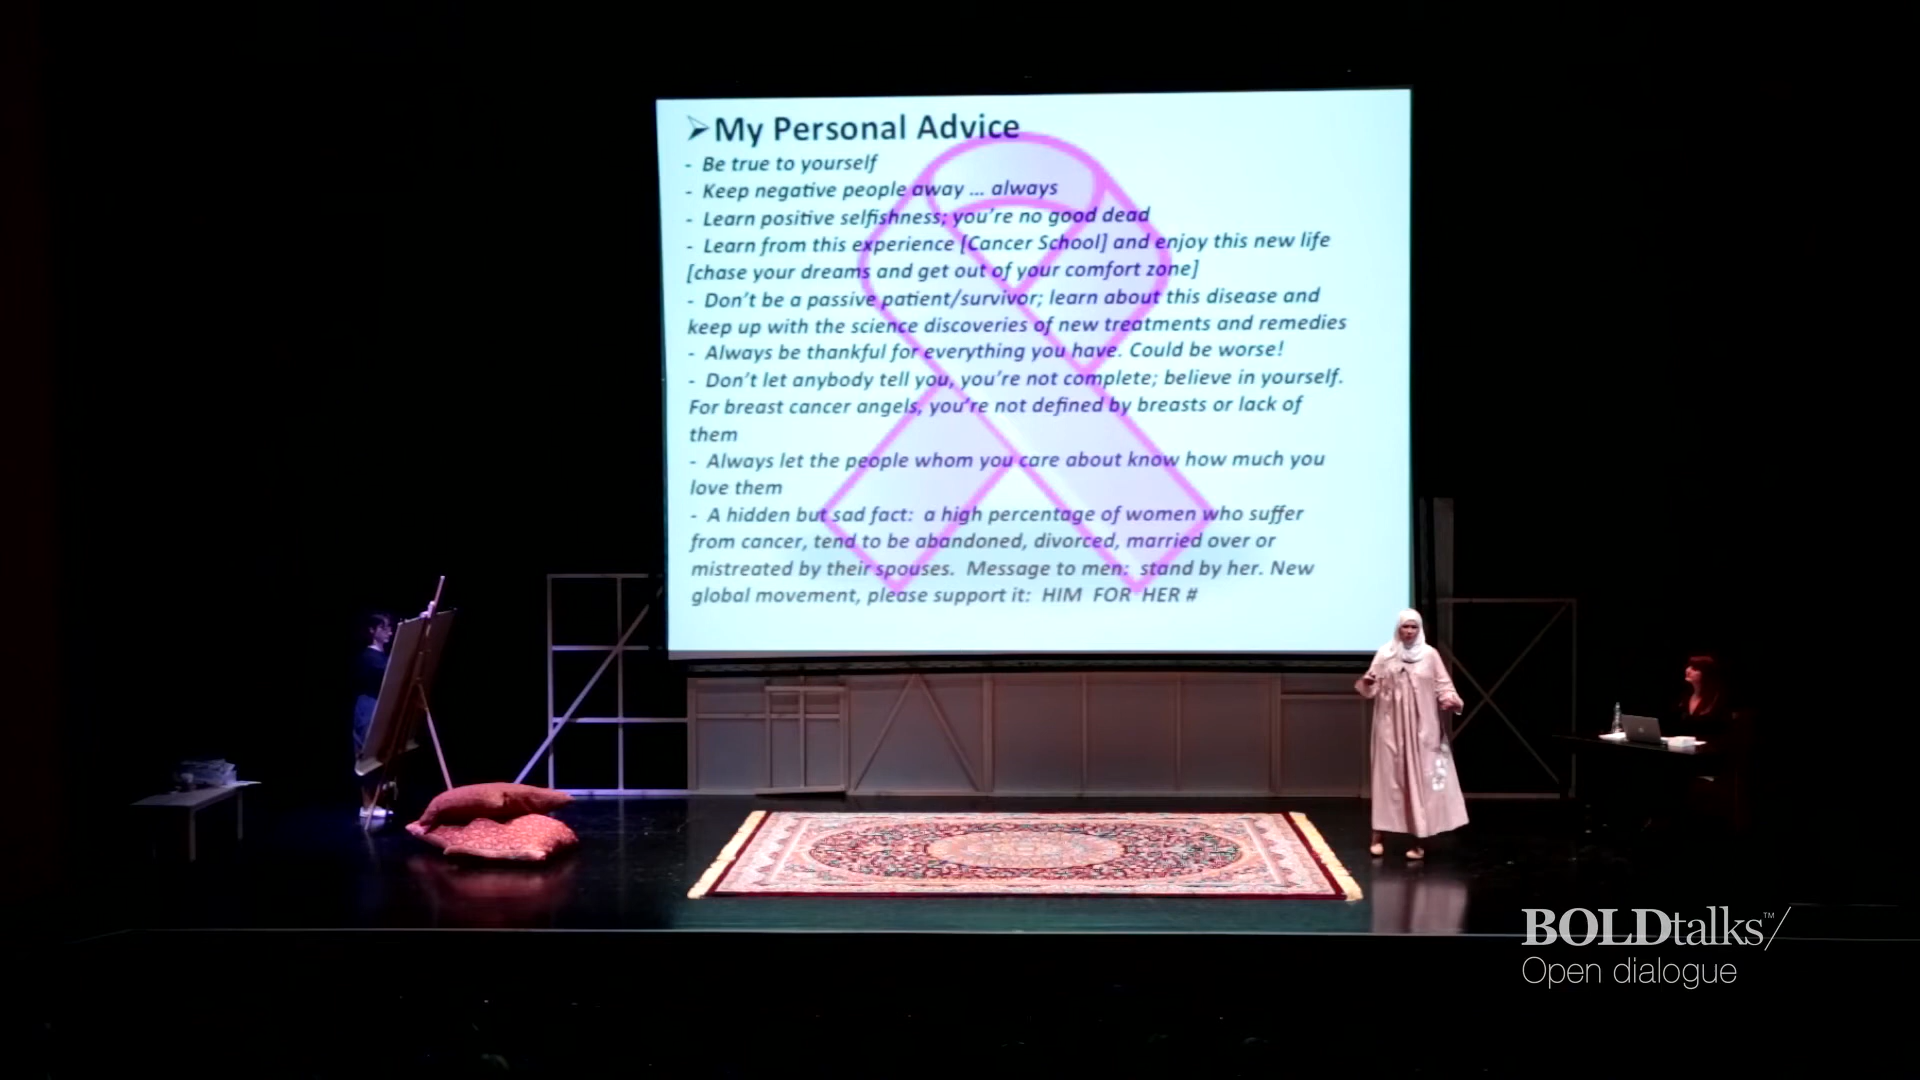 ➢My Personal Advice
- Be true to yourself
- Keep negative people away ... always
- Learn positive selfishness; you're no good dead
- Learn from this experience [Cancer School] and enjoy this new life
[chase your dreams and get out of your comfort zone]
- Don't be a passive patient/survivor; learn about this disease and
keep up with the science discoveries of new treatments and remedies
- Always be thankful for everything you have. Could be worse!
- Don't let anybody tell you, you're not complete; believe in yourself.
For breast cancer angels, you're not defined by breasts or lack of
them
- Always let the people whom you care about know how much you
love them
- A hidden but sad fact: a high percentage of women who suffer
from cancer, tend to be abandoned, divorced, married over or
mistreated by their spouses. Message to men: stand by her. New
global movement, please support it: HIM FOR HER #
BOLDtalks™/
Open dialogue